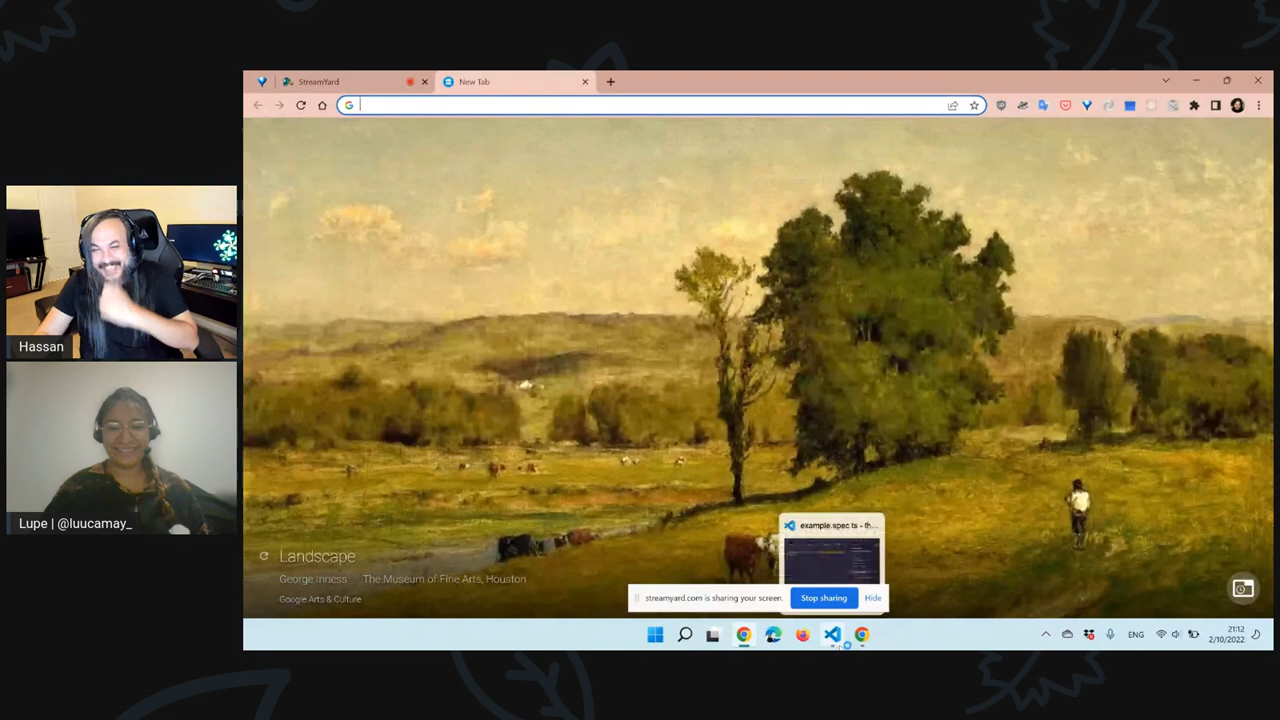 StreamYard
New Tab
Hassan
Lupe | @luucamay_
Landscape
George Inness The Museum of Fine Arts, Houston
Google Arts & Culture
example.spec.ts - th...
streamyard.com is sharing your screen.
Stop sharing
Hide
ENG
21:12
2/10/2022